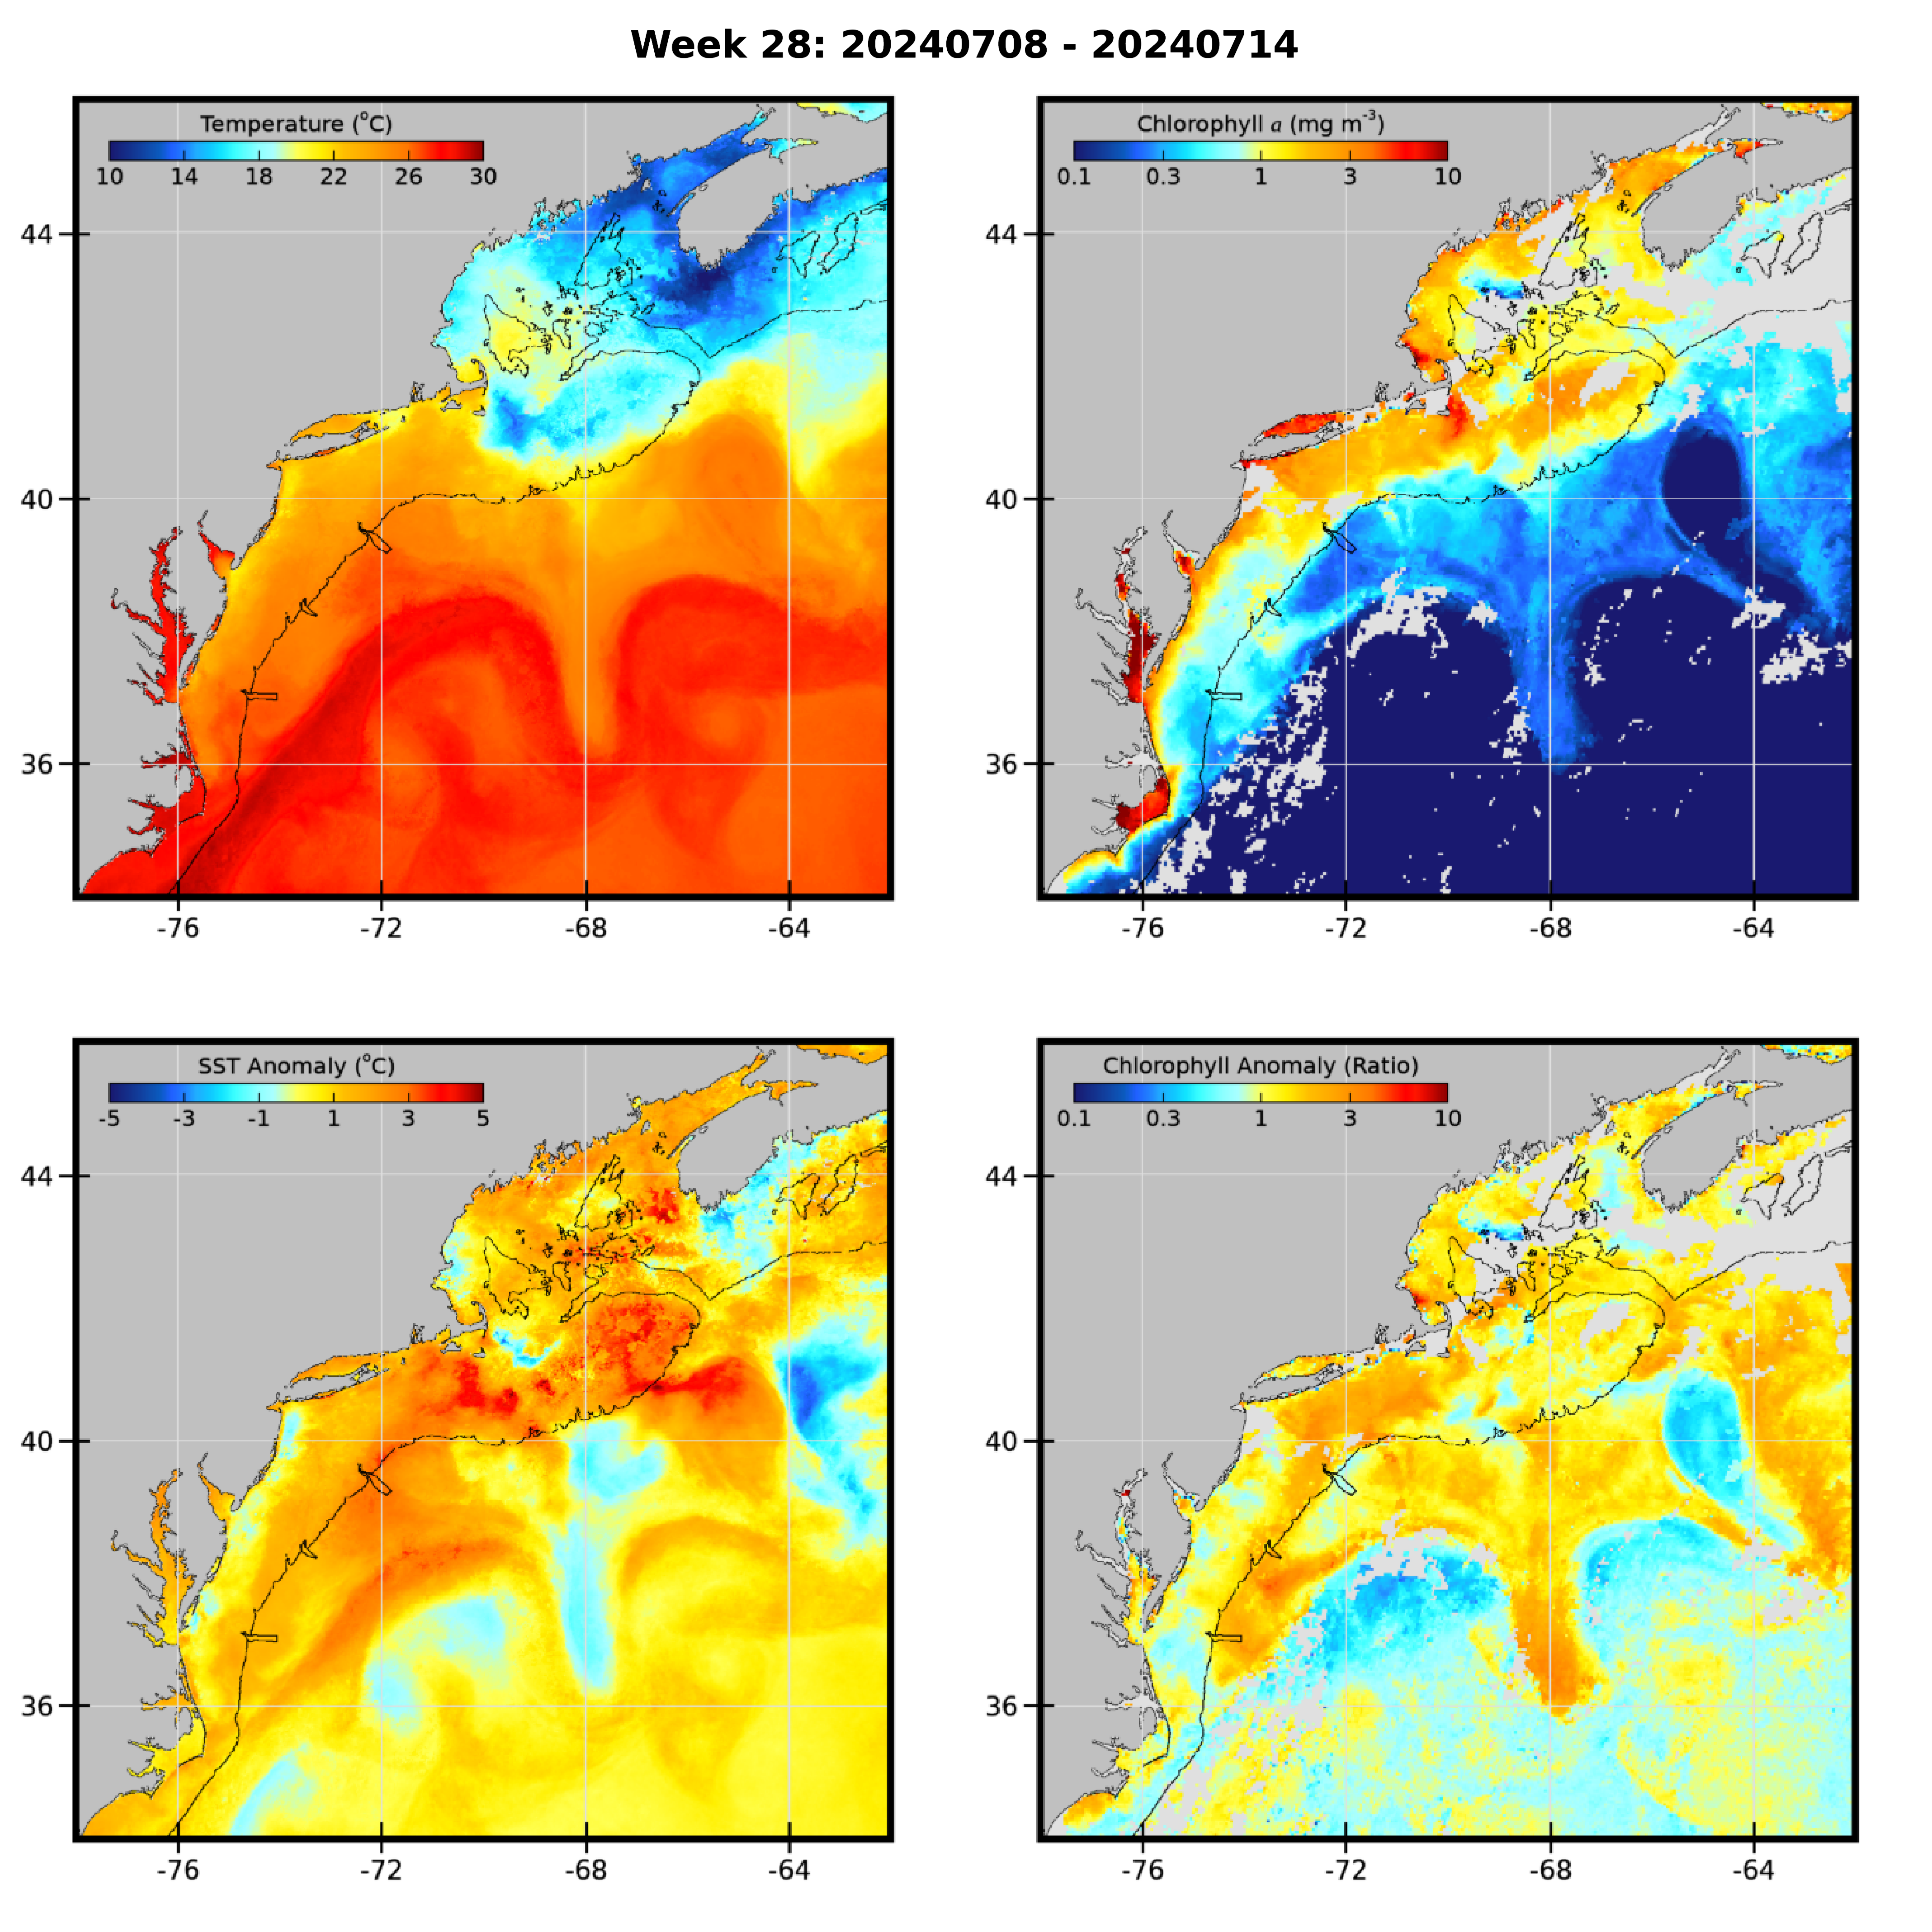 Week 28: 20240708 - 20240714
Temperature (°C)
10 14 18 22 26 30
44
40
36
-76 -72 -68 -64
Chlorophyll a (mg m⁻³)
0.1 0.3 1 3 10
44
40
36
-76 -72 -68 -64
SST Anomaly (°C)
-5 -3 -1 1 3 5
44
40
36
-76 -72 -68 -64
Chlorophyll Anomaly (Ratio)
0.1 0.3 1 3 10
44
40
36
-76 -72 -68 -64